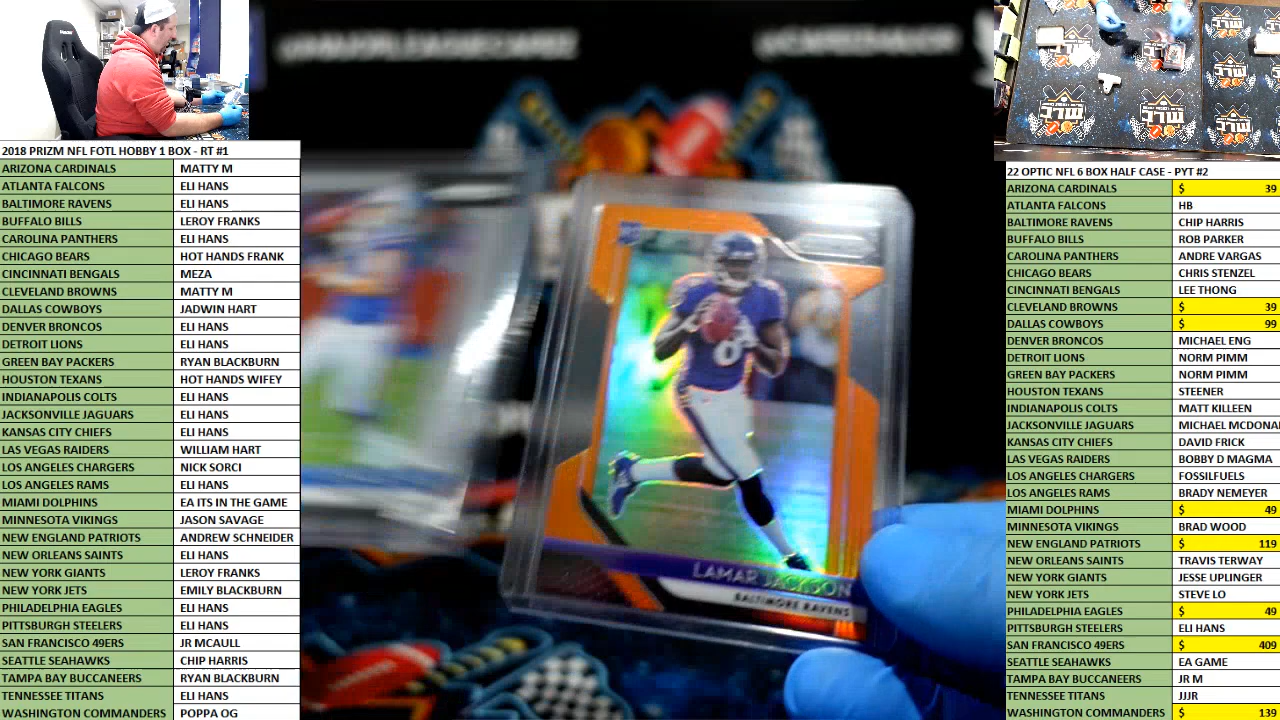 2018 PRIZM NFL FOTL HOBBY 1 BOX - RT #1
ARIZONA CARDINALS MATTY M
ATLANTA FALCONS ELI HANS
BALTIMORE RAVENS ELI HANS
BUFFALO BILLS LEROY FRANKS
CAROLINA PANTHERS ELI HANS
CHICAGO BEARS HOT HANDS FRANK
CINCINNATI BENGALS MEZA
CLEVELAND BROWNS MATTY M
DALLAS COWBOYS JADWIN HART
DENVER BRONCOS ELI HANS
DETROIT LIONS ELI HANS
GREEN BAY PACKERS RYAN BLACKBURN
HOUSTON TEXANS HOT HANDS WIFEY
INDIANAPOLIS COLTS ELI HANS
JACKSONVILLE JAGUARS ELI HANS
KANSAS CITY CHIEFS ELI HANS
LAS VEGAS RAIDERS WILLIAM HART
LOS ANGELES CHARGERS NICK SORCI
LOS ANGELES RAMS ELI HANS
MIAMI DOLPHINS EA ITS IN THE GAME
MINNESOTA VIKINGS JASON SAVAGE
NEW ENGLAND PATRIOTS ANDREW SCHNEIDER
NEW ORLEANS SAINTS ELI HANS
NEW YORK GIANTS LEROY FRANKS
NEW YORK JETS EMILY BLACKBURN
PHILADELPHIA EAGLES ELI HANS
PITTSBURGH STEELERS ELI HANS
SAN FRANCISCO 49ERS JR MCAULL
SEATTLE SEAHAWKS CHIP HARRIS
TAMPA BAY BUCCANEERS RYAN BLACKBURN
TENNESSEE TITANS ELI HANS
WASHINGTON COMMANDERS POPPA OG
LAMAR JACKSON
BALTIMORE RAVENS
22 OPTIC NFL 6 BOX HALF CASE - PYT #2
ARIZONA CARDINALS $ 39
ATLANTA FALCONS HB
BALTIMORE RAVENS CHIP HARRIS
BUFFALO BILLS ROB PARKER
CAROLINA PANTHERS ANDRE VARGAS
CHICAGO BEARS CHRIS STENZEL
CINCINNATI BENGALS LEE THONG
CLEVELAND BROWNS $ 39
DALLAS COWBOYS $ 99
DENVER BRONCOS MICHAEL ENG
DETROIT LIONS NORM PIMM
GREEN BAY PACKERS NORM PIMM
HOUSTON TEXANS STEENER
INDIANAPOLIS COLTS MATT KILLEEN
JACKSONVILLE JAGUARS MICHAEL MCDONA
KANSAS CITY CHIEFS DAVID FRICK
LAS VEGAS RAIDERS BOBBY D MAGMA
LOS ANGELES CHARGERS FOSSILFUELS
LOS ANGELES RAMS BRADY NEMEYER
MIAMI DOLPHINS $ 49
MINNESOTA VIKINGS BRAD WOOD
NEW ENGLAND PATRIOTS $ 119
NEW ORLEANS SAINTS TRAVIS TERWAY
NEW YORK GIANTS JESSE UPLINGER
NEW YORK JETS STEVE LO
PHILADELPHIA EAGLES $ 49
PITTSBURGH STEELERS ELI HANS
SAN FRANCISCO 49ERS $ 409
SEATTLE SEAHAWKS EA GAME
TAMPA BAY BUCCANEERS JR M
TENNESSEE TITANS JJJR
WASHINGTON COMMANDERS $ 139